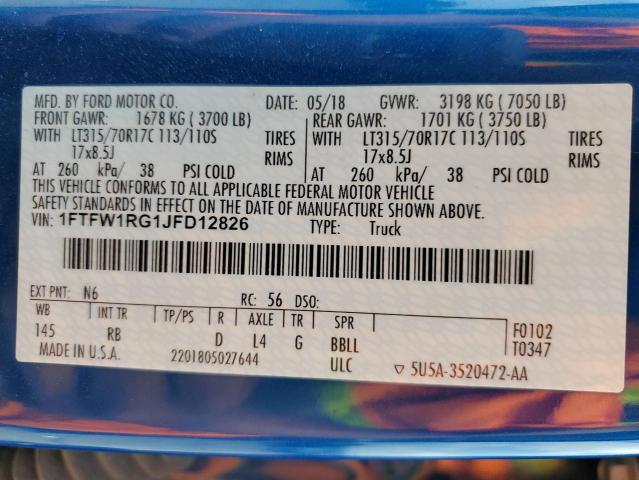 MFD. BY FORD MOTOR CO. DATE: 05/18 GVWR: 3198 KG ( 7050 LB)
FRONT GAWR: 1678 KG ( 3700 LB) REAR GAWR: 1701 KG ( 3750 LB)
WITH LT315/70R17C 113/110S TIRES WITH LT315/70R17C 113/110S TIRES
17x8.5J RIMS 17x8.5J RIMS
AT 260 kPa/ 38 PSI COLD AT 260 kPa/ 38 PSI COLD
THIS VEHICLE CONFORMS TO ALL APPLICABLE FEDERAL MOTOR VEHICLE
SAFETY STANDARDS IN EFFECT ON THE DATE OF MANUFACTURE SHOWN ABOVE.
VIN: 1FTFW1RG1JFD12826 TYPE: Truck
EXT PNT: N6 RC: 56 DSO:
WB INT TR TP/PS R AXLE TR SPR F0102
145 RB D L4 G BBLL T0347
MADE IN U.S.A. 2201805027644 ULC ▽ 5U5A-3520472-AA